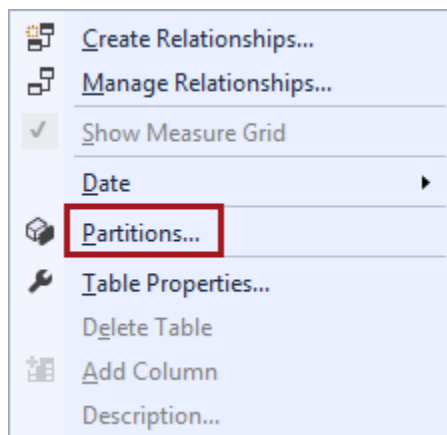 Create Relationships...
Manage Relationships...
Show Measure Grid
Date
Partitions...
Table Properties...
Delete Table
Add Column
Description...